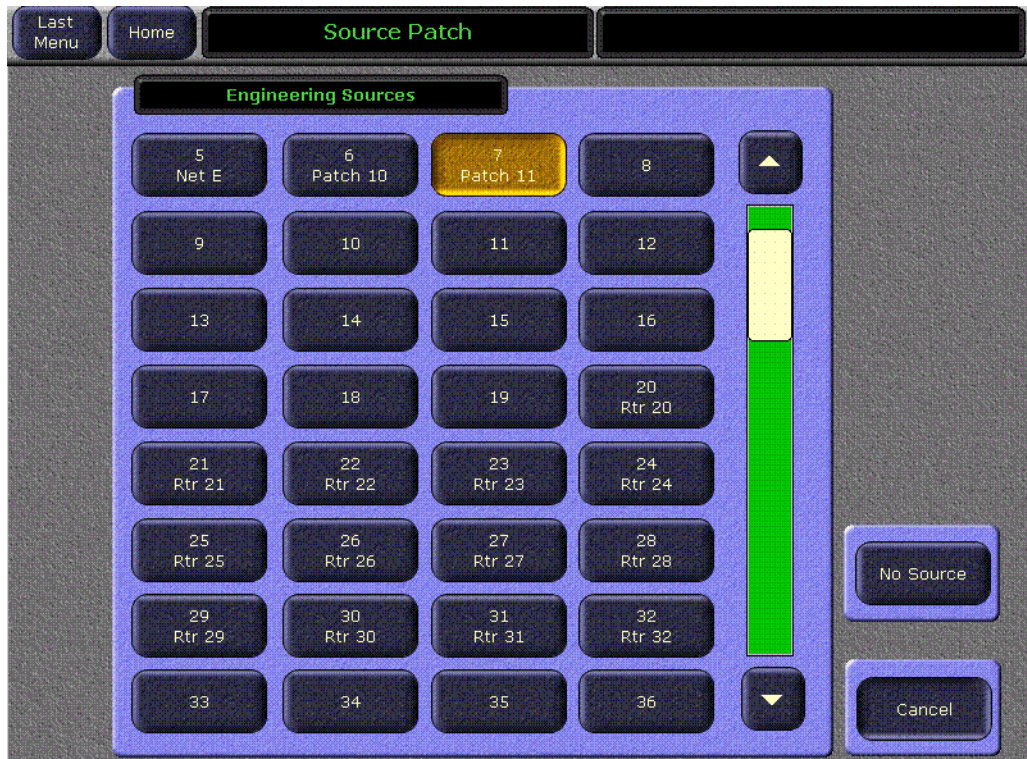 Last
Menu
Home
Source Patch
Engineering Sources
5
Net E
6
Patch 10
7
Patch 11
8
9
10
11
12
13
14
15
16
17
18
19
20
Rtr 20
21
Rtr 21
22
Rtr 22
23
Rtr 23
24
Rtr 24
25
Rtr 25
26
Rtr 26
27
Rtr 27
28
Rtr 28
29
Rtr 29
30
Rtr 30
31
Rtr 31
32
Rtr 32
33
34
35
36
No Source
Cancel